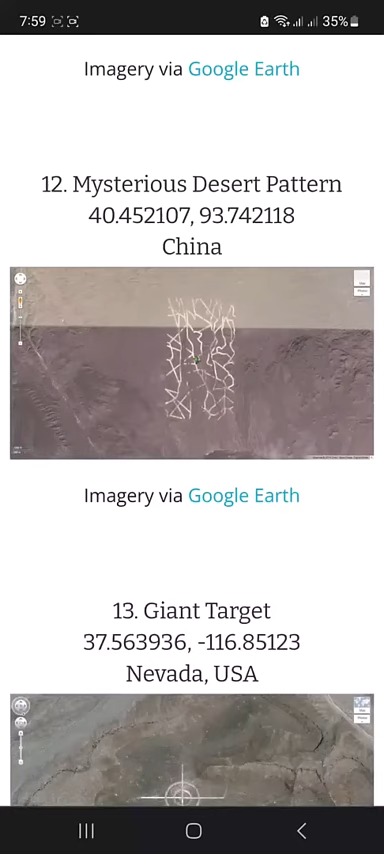 7:59 35%
Imagery via Google Earth
12. Mysterious Desert Pattern
40.452107, 93.742118
China
Imagery via Google Earth
13. Giant Target
37.563936, -116.85123
Nevada, USA